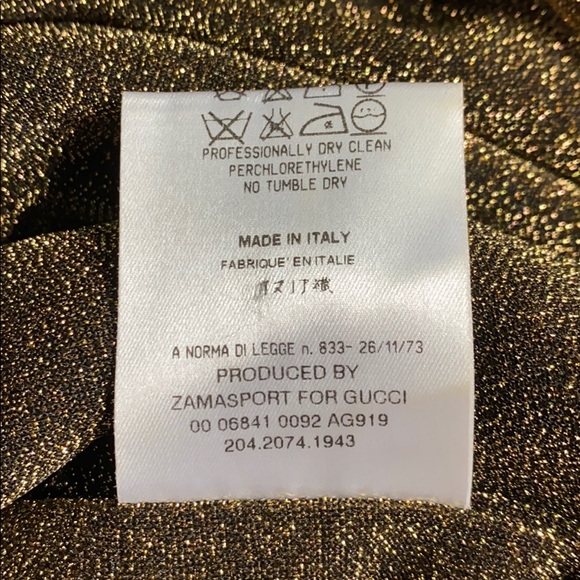 PROFESSIONALLY DRY CLEAN
PERCHLORETHYLENE
NO TUMBLE DRY
MADE IN ITALY
FABRIQUE' EN ITALIE
A NORMA DI LEGGE n. 833- 26/11/73
PRODUCED BY
ZAMASPORT FOR GUCCI
00 06841 0092 AG919
204.2074.1943